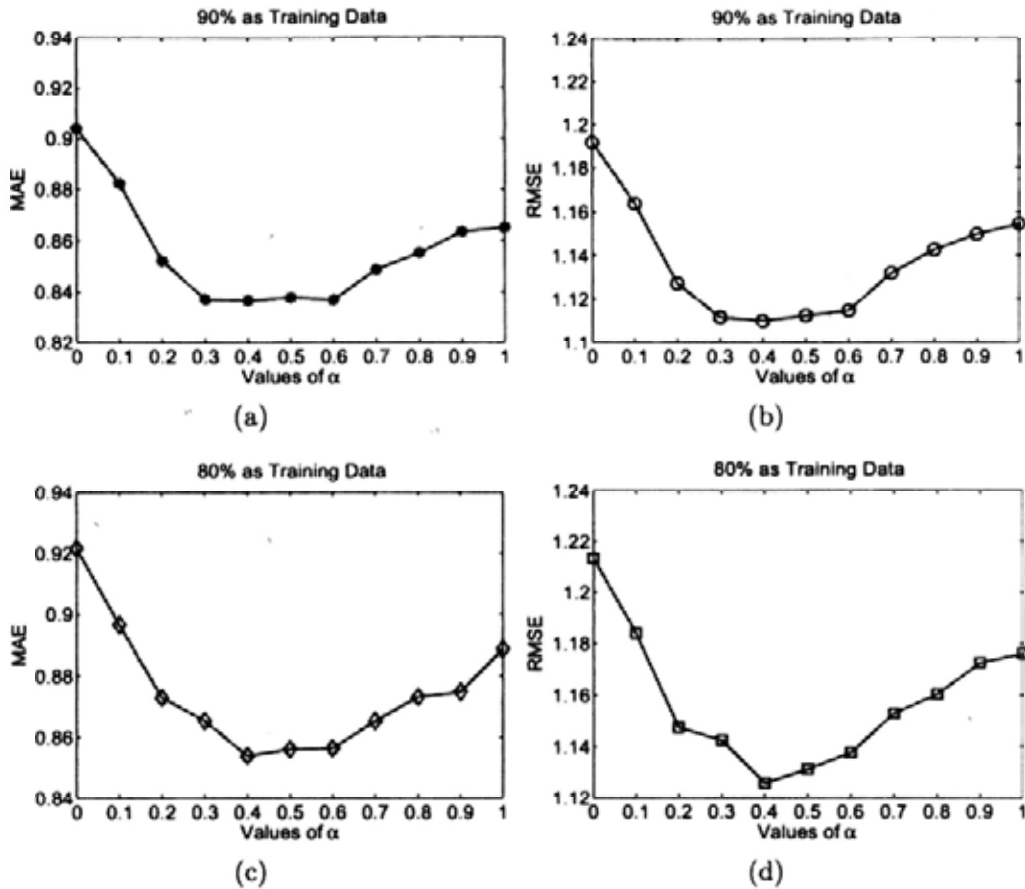 90% as Training Data
0.94
0.92
0.9
0.88
0.86
0.84
0.82
MAE
0 0.1 0.2 0.3 0.4 0.5 0.6 0.7 0.8 0.9 1
Values of α
(a)
90% as Training Data
1.24
1.22
1.2
1.18
1.16
1.14
1.12
1.1
RMSE
0 0.1 0.2 0.3 0.4 0.5 0.6 0.7 0.8 0.9 1
Values of α
(b)
80% as Training Data
0.94
0.92
0.9
0.88
0.86
0.84
MAE
0 0.1 0.2 0.3 0.4 0.5 0.6 0.7 0.8 0.9 1
Values of α
(c)
80% as Training Data
1.24
1.22
1.2
1.18
1.16
1.14
1.12
RMSE
0 0.1 0.2 0.3 0.4 0.5 0.6 0.7 0.8 0.9 1
Values of α
(d)